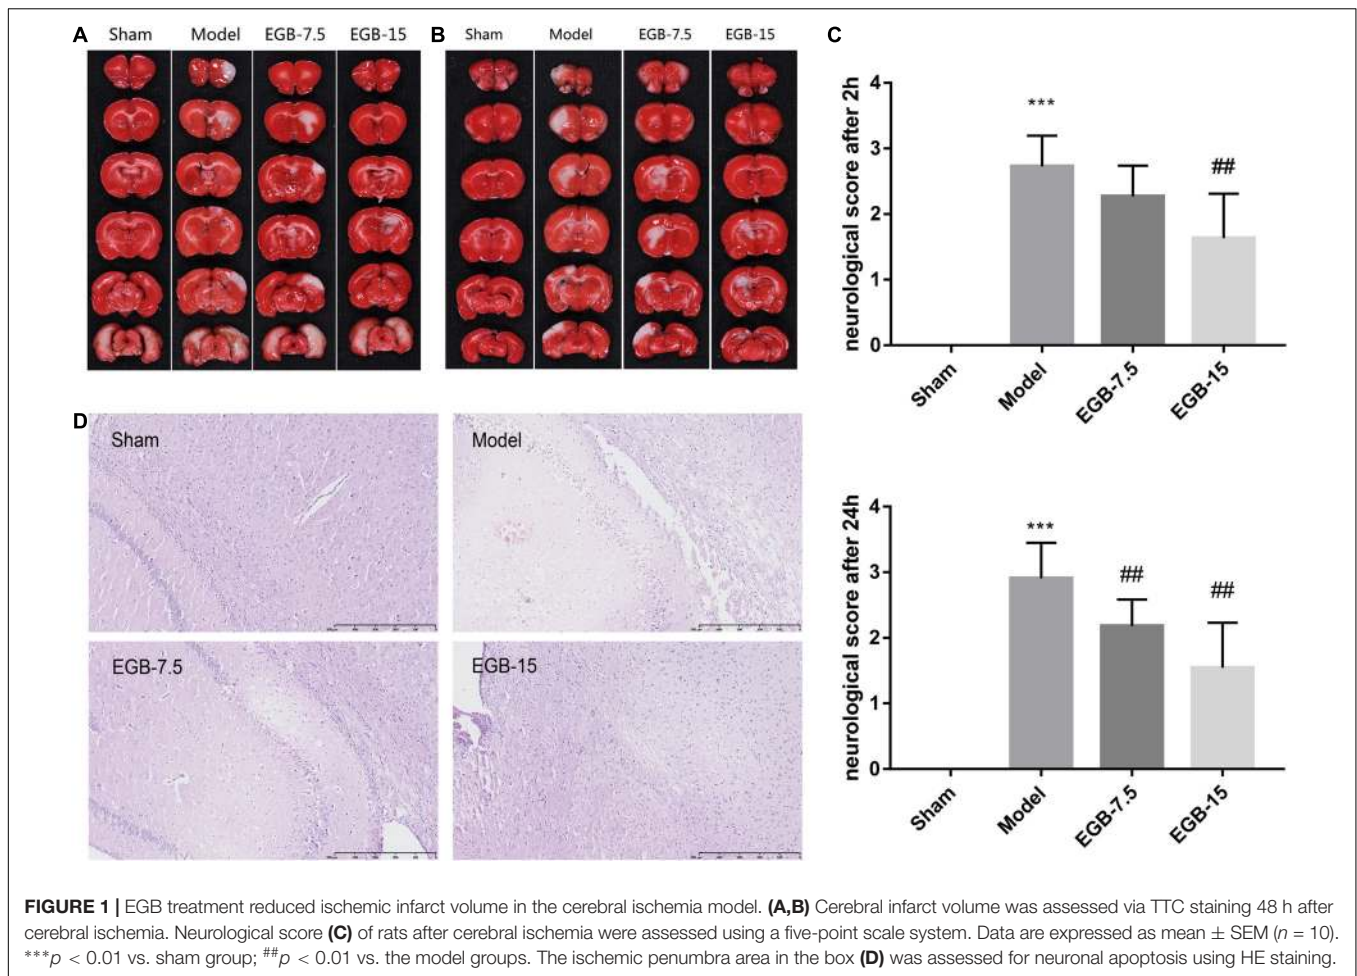 A
Sham Model EGB-7.5 EGB-15
B
Sham Model EGB-7.5 EGB-15
C
neurological score after 2h
4
3
2
1
0
***
##
Sham
Model
EGB-7.5
EGB-15
D
Sham
Model
EGB-7.5
EGB-15
neurological score after 24h
4
3
2
1
0
***
##
##
Sham
Model
EGB-7.5
EGB-15
FIGURE 1 | EGB treatment reduced ischemic infarct volume in the cerebral ischemia model. (A,B) Cerebral infarct volume was assessed via TTC staining 48 h after
cerebral ischemia. Neurological score (C) of rats after cerebral ischemia were assessed using a five-point scale system. Data are expressed as mean ± SEM (n = 10).
***p < 0.01 vs. sham group; ##p < 0.01 vs. the model groups. The ischemic penumbra area in the box (D) was assessed for neuronal apoptosis using HE staining.